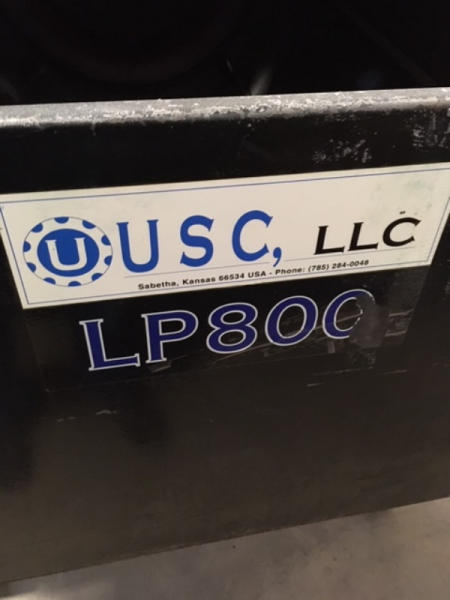 U USC, LLC
Sabetha, Kansas 66534 USA - Phone: (785) 284-0048
LP800